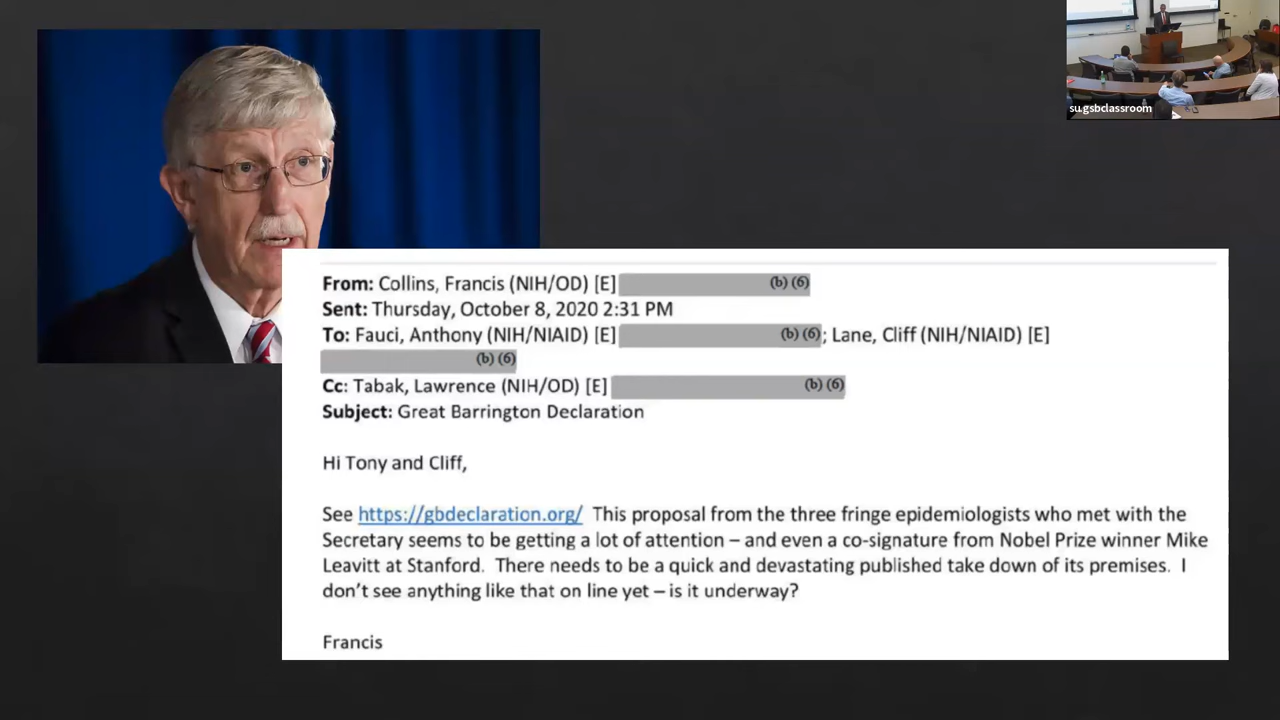 su.gsbclassroom
From: Collins, Francis (NIH/OD) [E] (b) (6)
Sent: Thursday, October 8, 2020 2:31 PM
To: Fauci, Anthony (NIH/NIAID) [E] (b) (6); Lane, Cliff (NIH/NIAID) [E]
(b) (6)
Cc: Tabak, Lawrence (NIH/OD) [E] (b) (6)
Subject: Great Barrington Declaration
Hi Tony and Cliff,
See https://gbdeclaration.org/ This proposal from the three fringe epidemiologists who met with the
Secretary seems to be getting a lot of attention – and even a co-signature from Nobel Prize winner Mike
Leavitt at Stanford. There needs to be a quick and devastating published take down of its premises. I
don't see anything like that on line yet – is it underway?
Francis